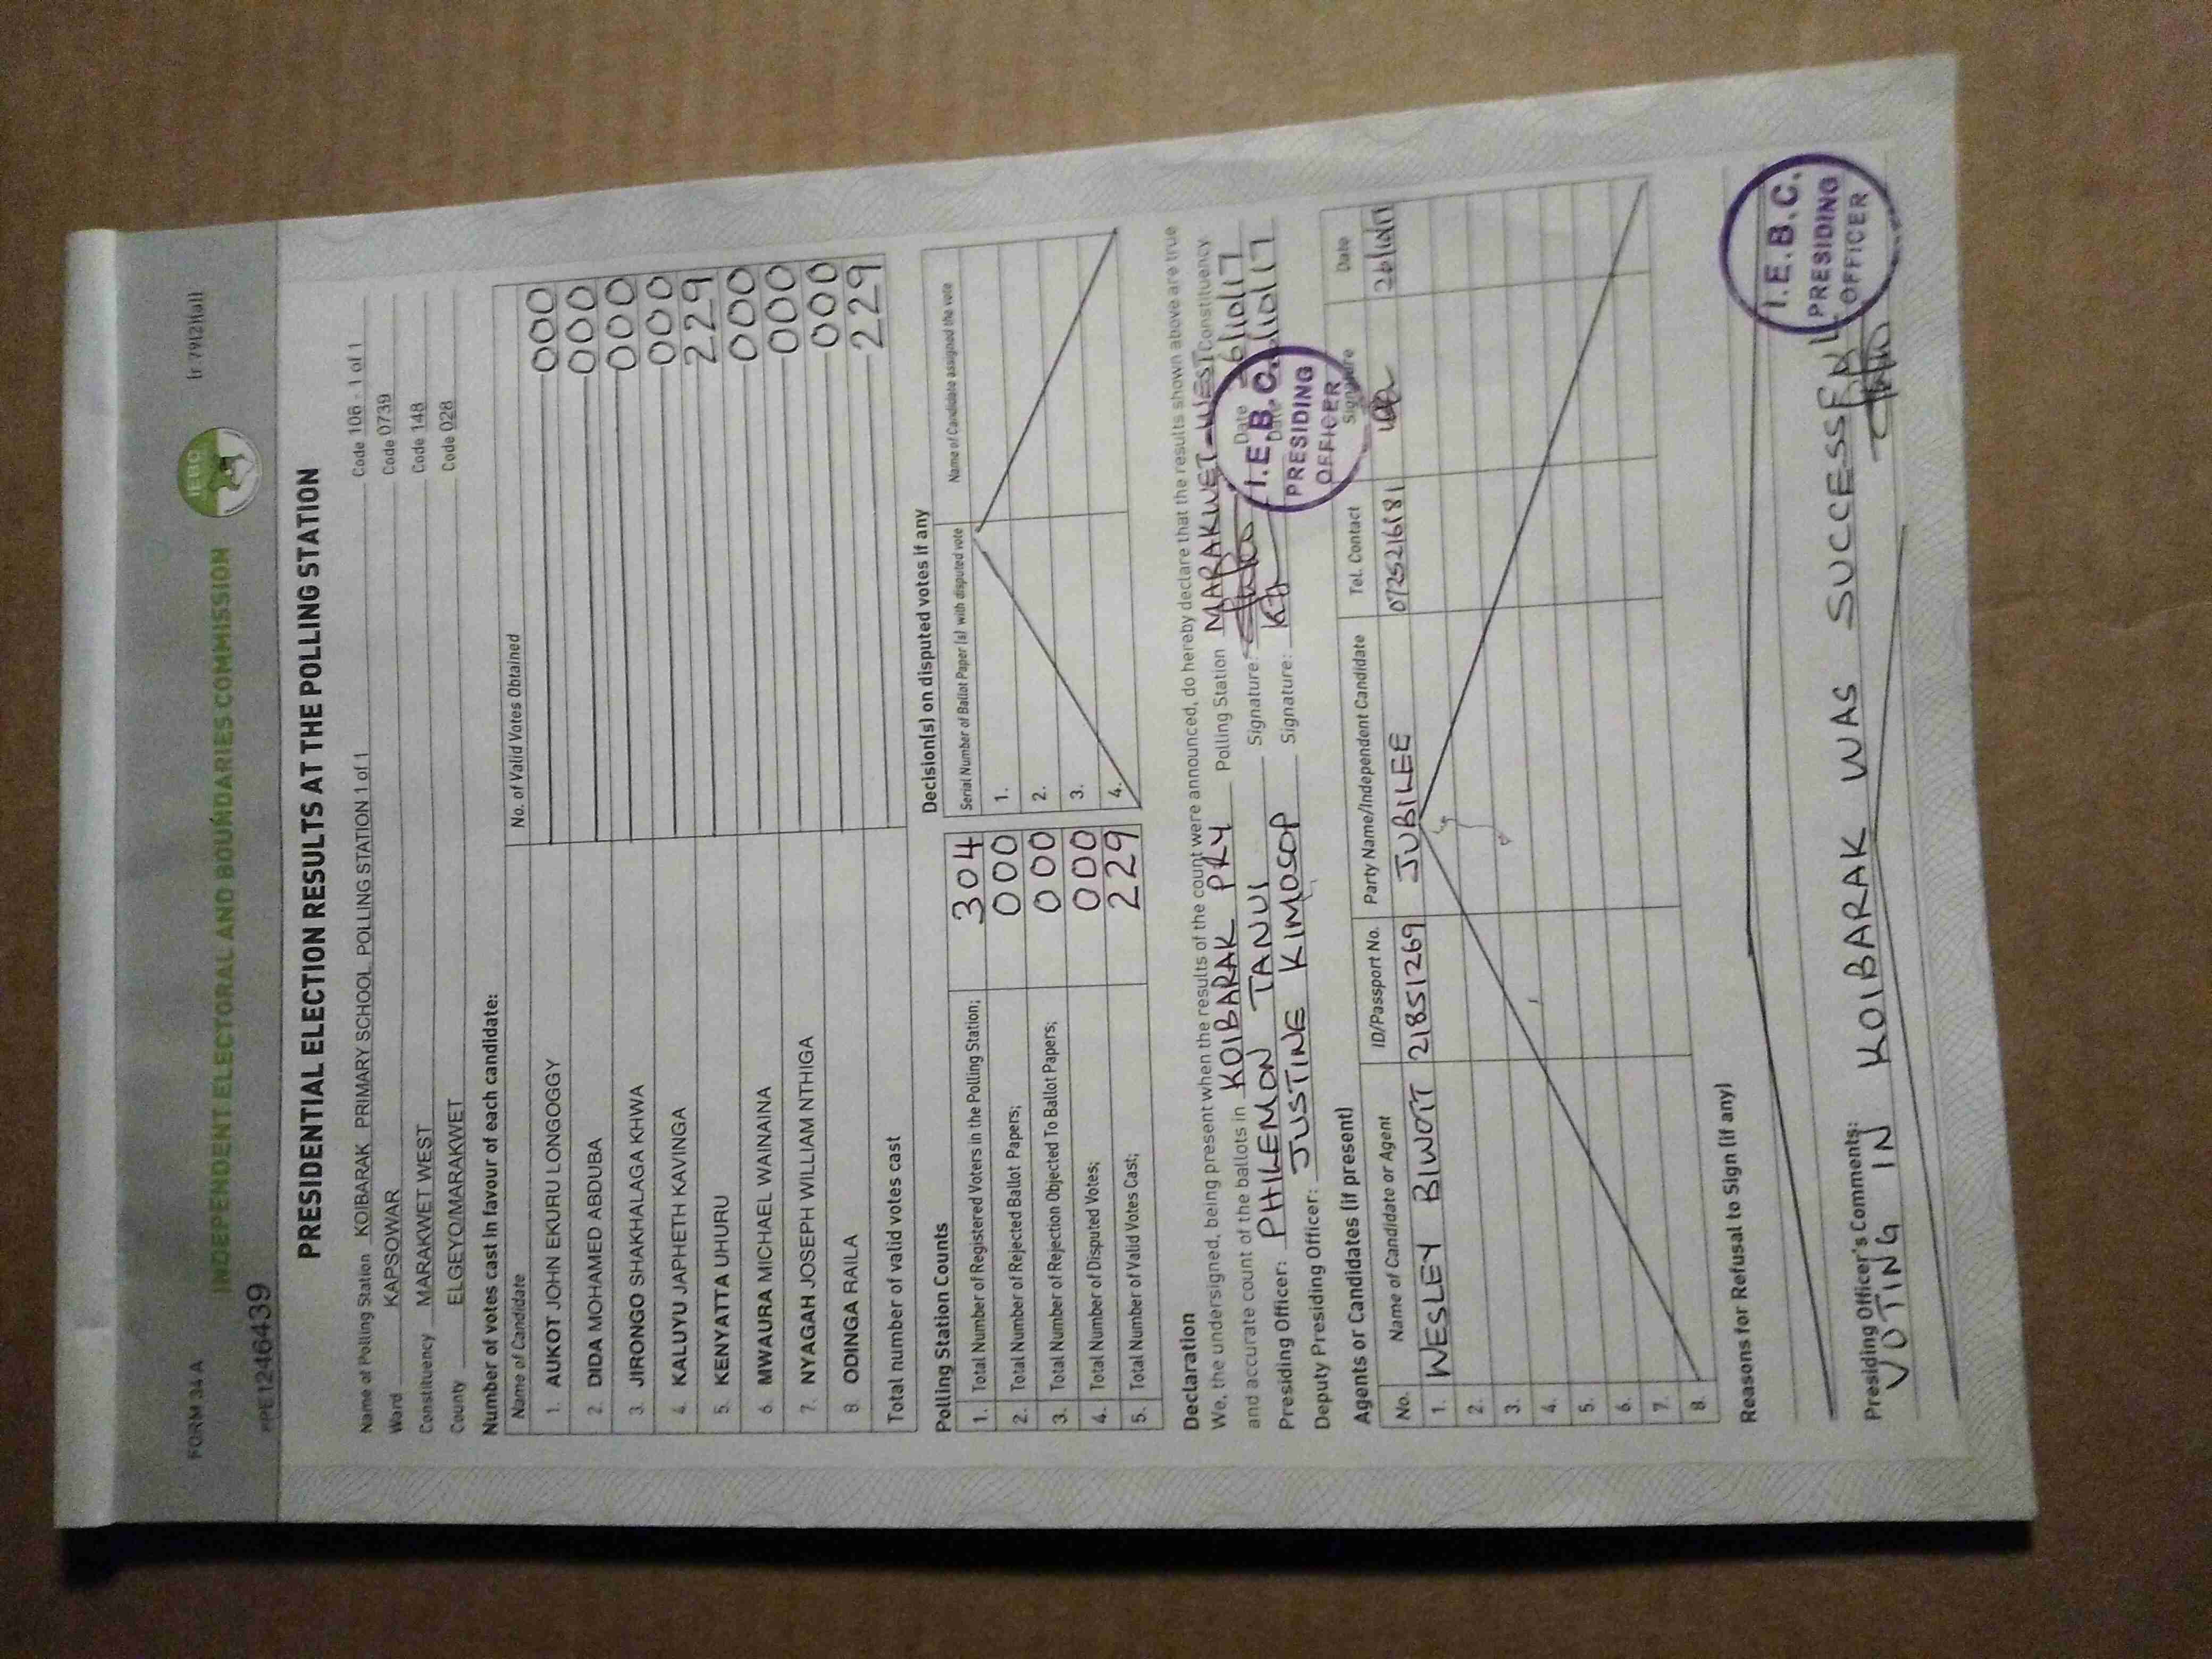 FORM 34 A
(r.79(2)(a))
IEBC
INDEPENDENT ELECTORAL AND BOUNDARIES COMMISSION
PPE1246439
PRESIDENTIAL ELECTION RESULTS AT THE POLLING STATION
Name of Polling Station KOIBARAK PRIMARY SCHOOL POLLING STATION 1 of 1 Code 106 - 1 of 1
Ward KAPSOWAR Code 0739
Constituency MARAKWET WEST Code 148
County ELGEYO/MARAKWET Code 028
Number of votes cast in favour of each candidate:
Name of Candidate No. of Valid Votes Obtained
1. AUKOT JOHN EKURU LONGOGGY 000
2. DIDA MOHAMED ABDUBA 000
3. JIRONGO SHAKHALAGA KHWA 000
4. KALUYU JAPHETH KAVINGA 000
5. KENYATTA UHURU 229
6. MWAURA MICHAEL WAINAINA 000
7. NYAGAH JOSEPH WILLIAM NTHIGA 000
8. ODINGA RAILA 000
Total number of valid votes cast 229
Polling Station Counts
1. Total Number of Registered Voters in the Polling Station; 304
2. Total Number of Rejected Ballot Papers; 000
3. Total Number of Rejection Objected To Ballot Papers; 000
4. Total Number of Disputed Votes; 000
5. Total Number of Valid Votes Cast; 229
Decision(s) on disputed votes if any
Serial Number of Ballot Paper (s) with disputed vote Name of Candidate assigned the vote
1.
2.
3.
4.
Declaration
We, the undersigned, being present when the results of the count were announced, do hereby declare that the results shown above are true
and accurate count of the ballots in KOIBARAK PRY Polling Station MARAKWET-WEST Constituency
Presiding Officer: PHILEMON TANUI Signature: Date 26/10/17
Deputy Presiding Officer: JUSTINE KIMOSOP Signature: Date 26/10/17
I.E.B.C.
PRESIDING
OFFICER
Agents or Candidates (if present)
No. Name of Candidate or Agent ID/Passport No. Party Name/Independent Candidate Tel. Contact Signature Date
1. WESLEY BIWOTT 21851269 JUBILEE 0725216181 26/10/17
2.
3.
4.
5.
6.
7.
8.
Reasons for Refusal to Sign (if any)
Presiding Officer's Comments:
VOTING IN KOIBARAK WAS SUCCESSFUL
I.E.B.C.
PRESIDING
OFFICER